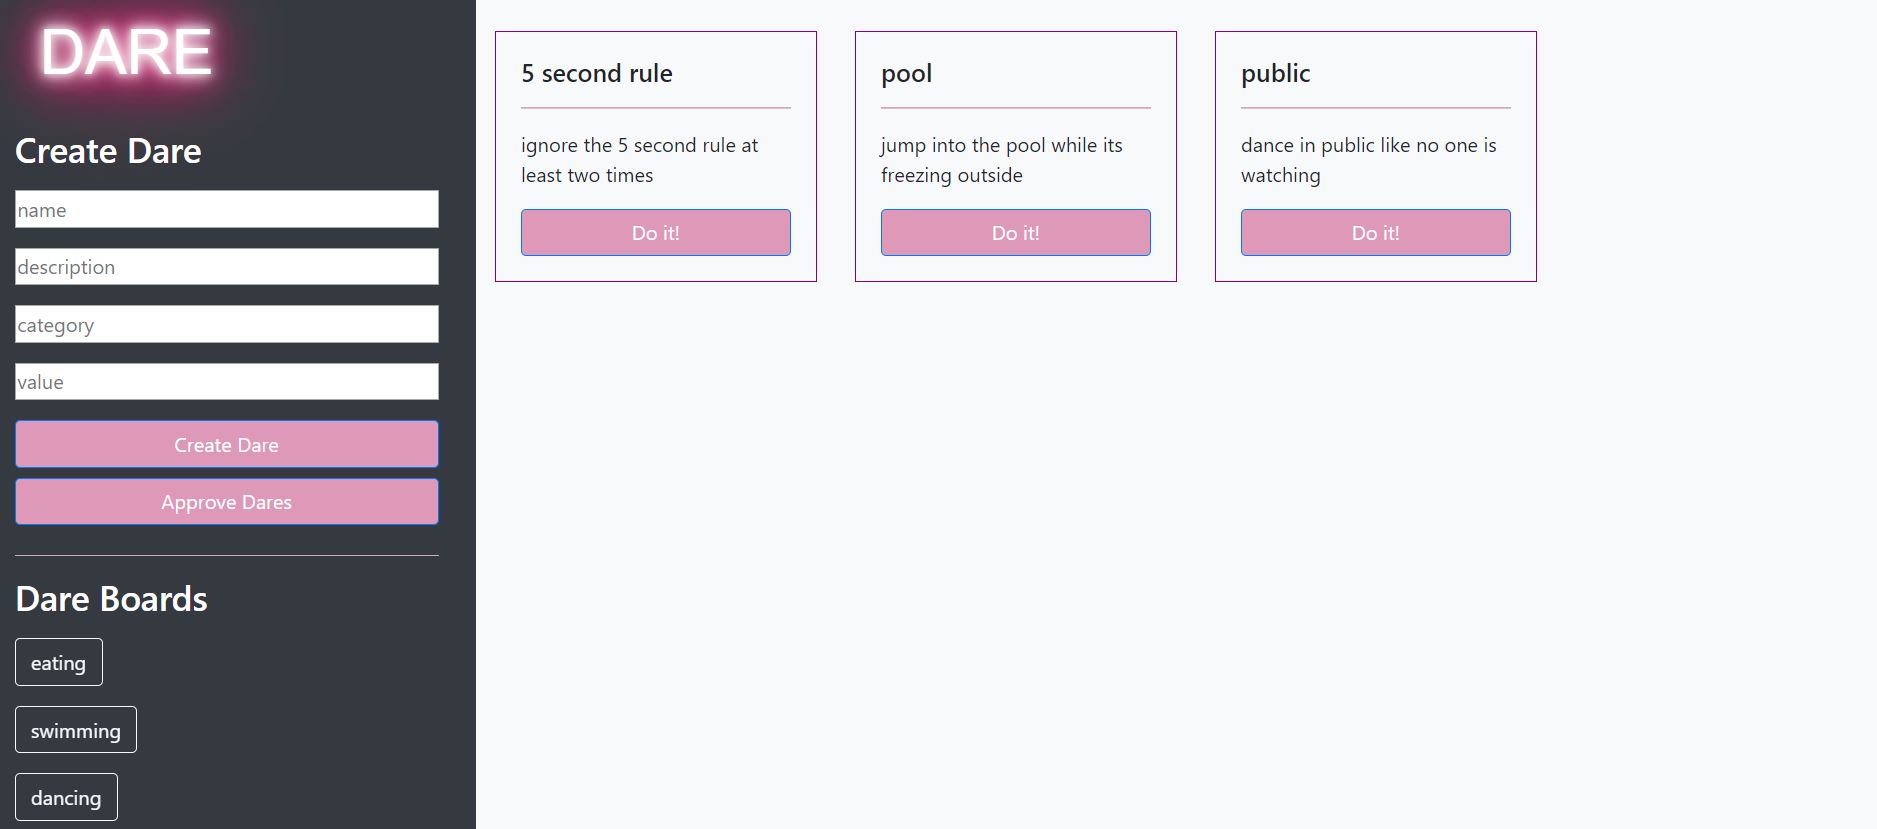 DARE
Create Dare
name
description
category
value
Create Dare
Approve Dares
Dare Boards
eating
swimming
dancing
5 second rule
ignore the 5 second rule at
least two times
Do it!
pool
jump into the pool while its
freezing outside
Do it!
public
dance in public like no one is
watching
Do it!